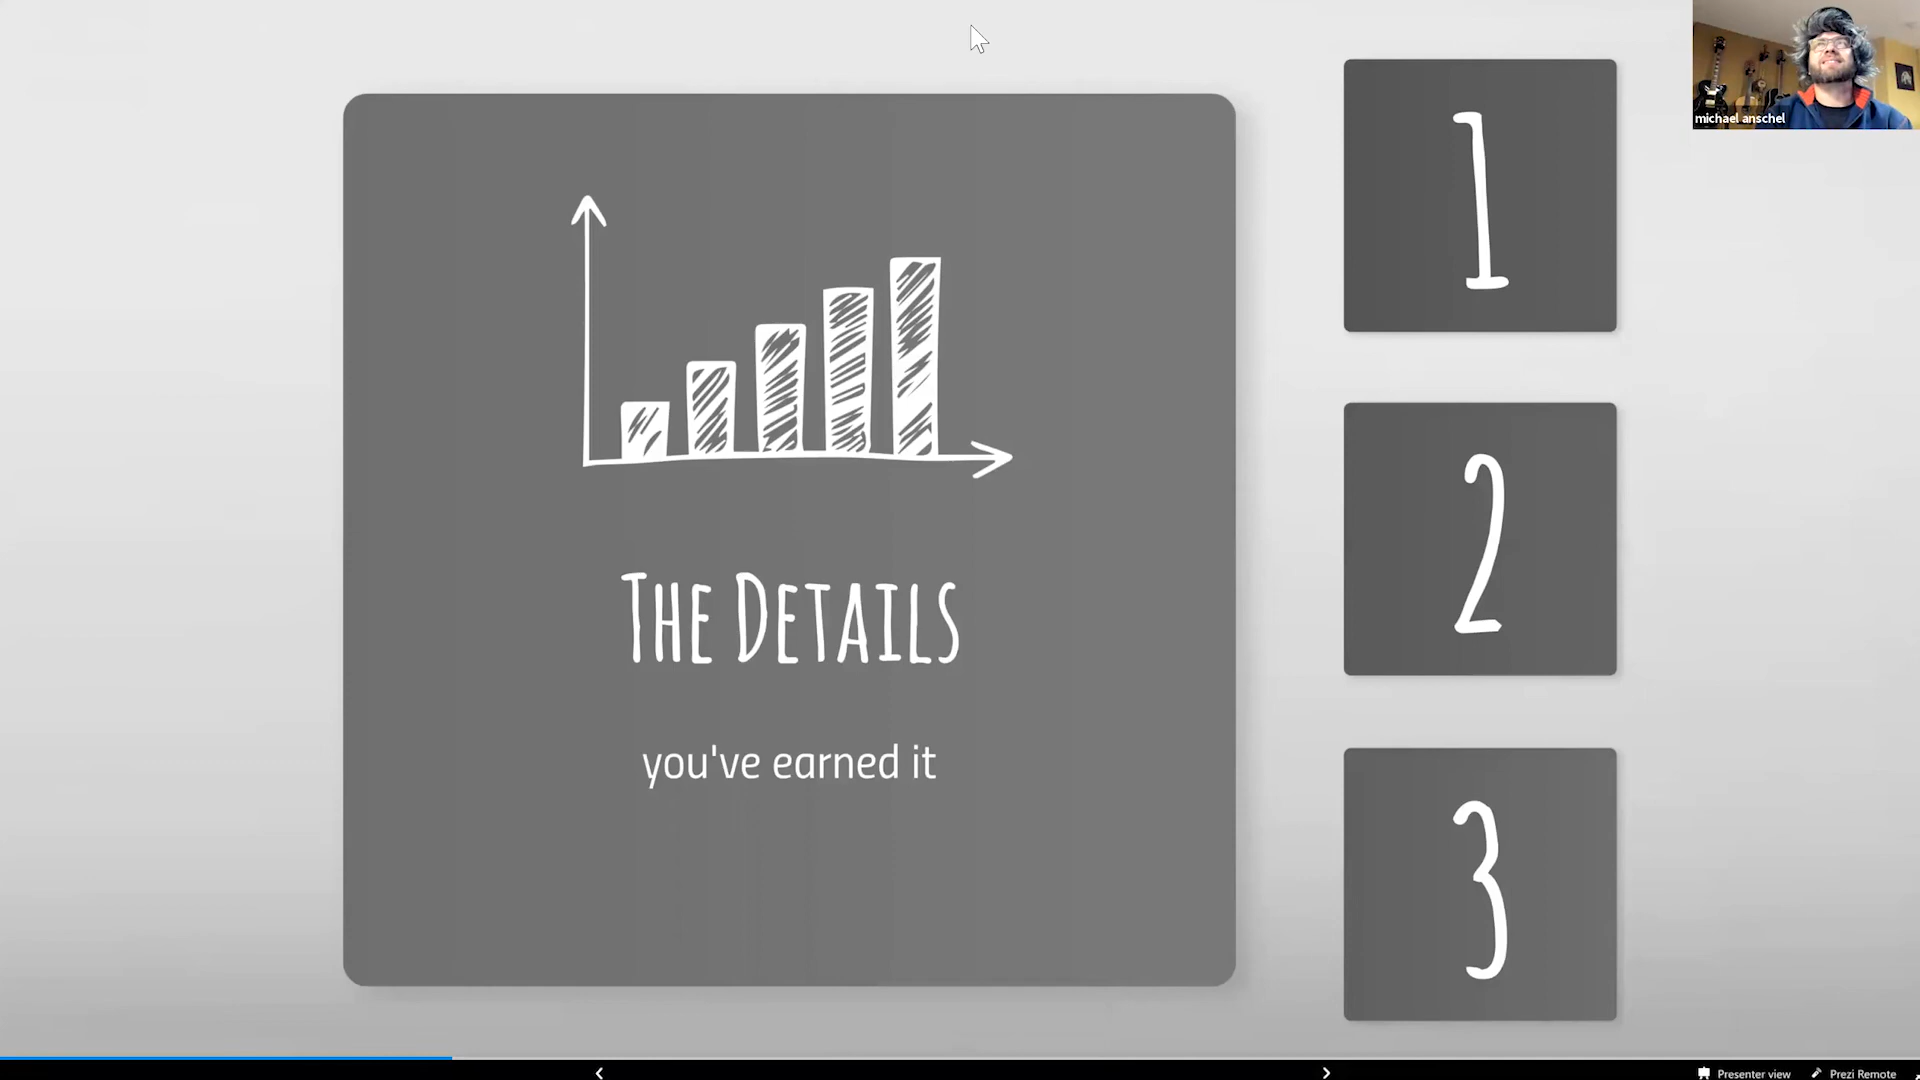 michael anschel
1
The Details
you've earned it
2
3
Presenter view
Prezi Remote